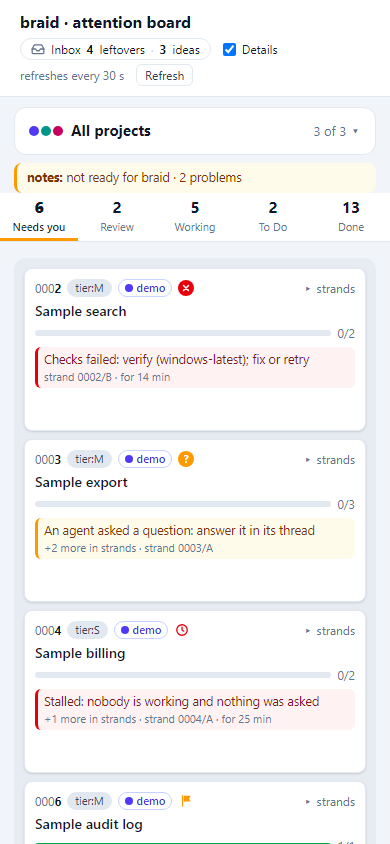 braid · attention board
Inbox 4 leftovers · 3 ideas
Details
refreshes every 30 s
Refresh
All projects
3 of 3 ▾
notes: not ready for braid · 2 problems
6 2 5 2 13
Needs you Review Working To Do Done
0002 tier:M demo ▸ strands
Sample search
0/2
Checks failed: verify (windows-latest); fix or retry
strand 0002/B · for 14 min
0003 tier:M demo ? ▸ strands
Sample export
0/3
An agent asked a question: answer it in its thread
+2 more in strands · strand 0003/A
0004 tier:S demo ▸ strands
Sample billing
0/2
Stalled: nobody is working and nothing was asked
+1 more in strands · strand 0004/A · for 25 min
0006 tier:M demo ▸ strands
Sample audit log